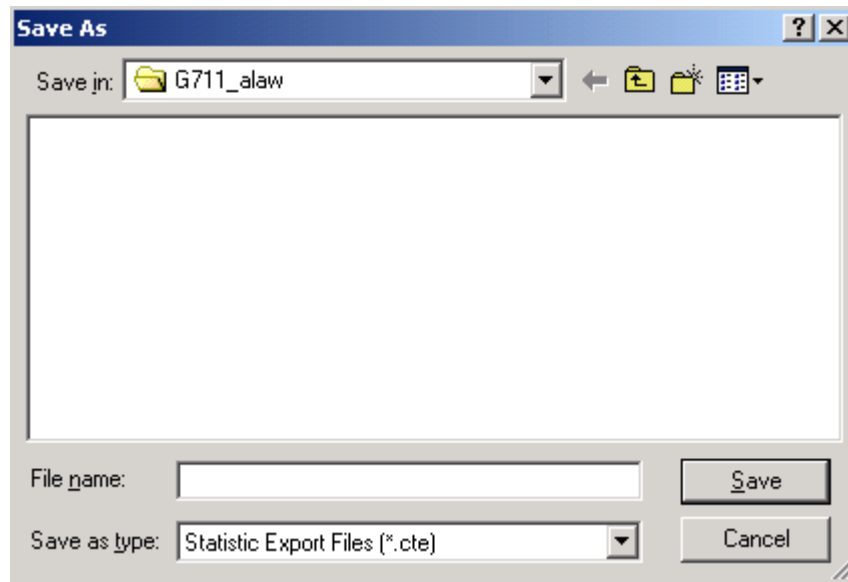 Save As
Save in: G711_alaw
File name:
Save
Save as type: Statistic Export Files (*.cte)
Cancel